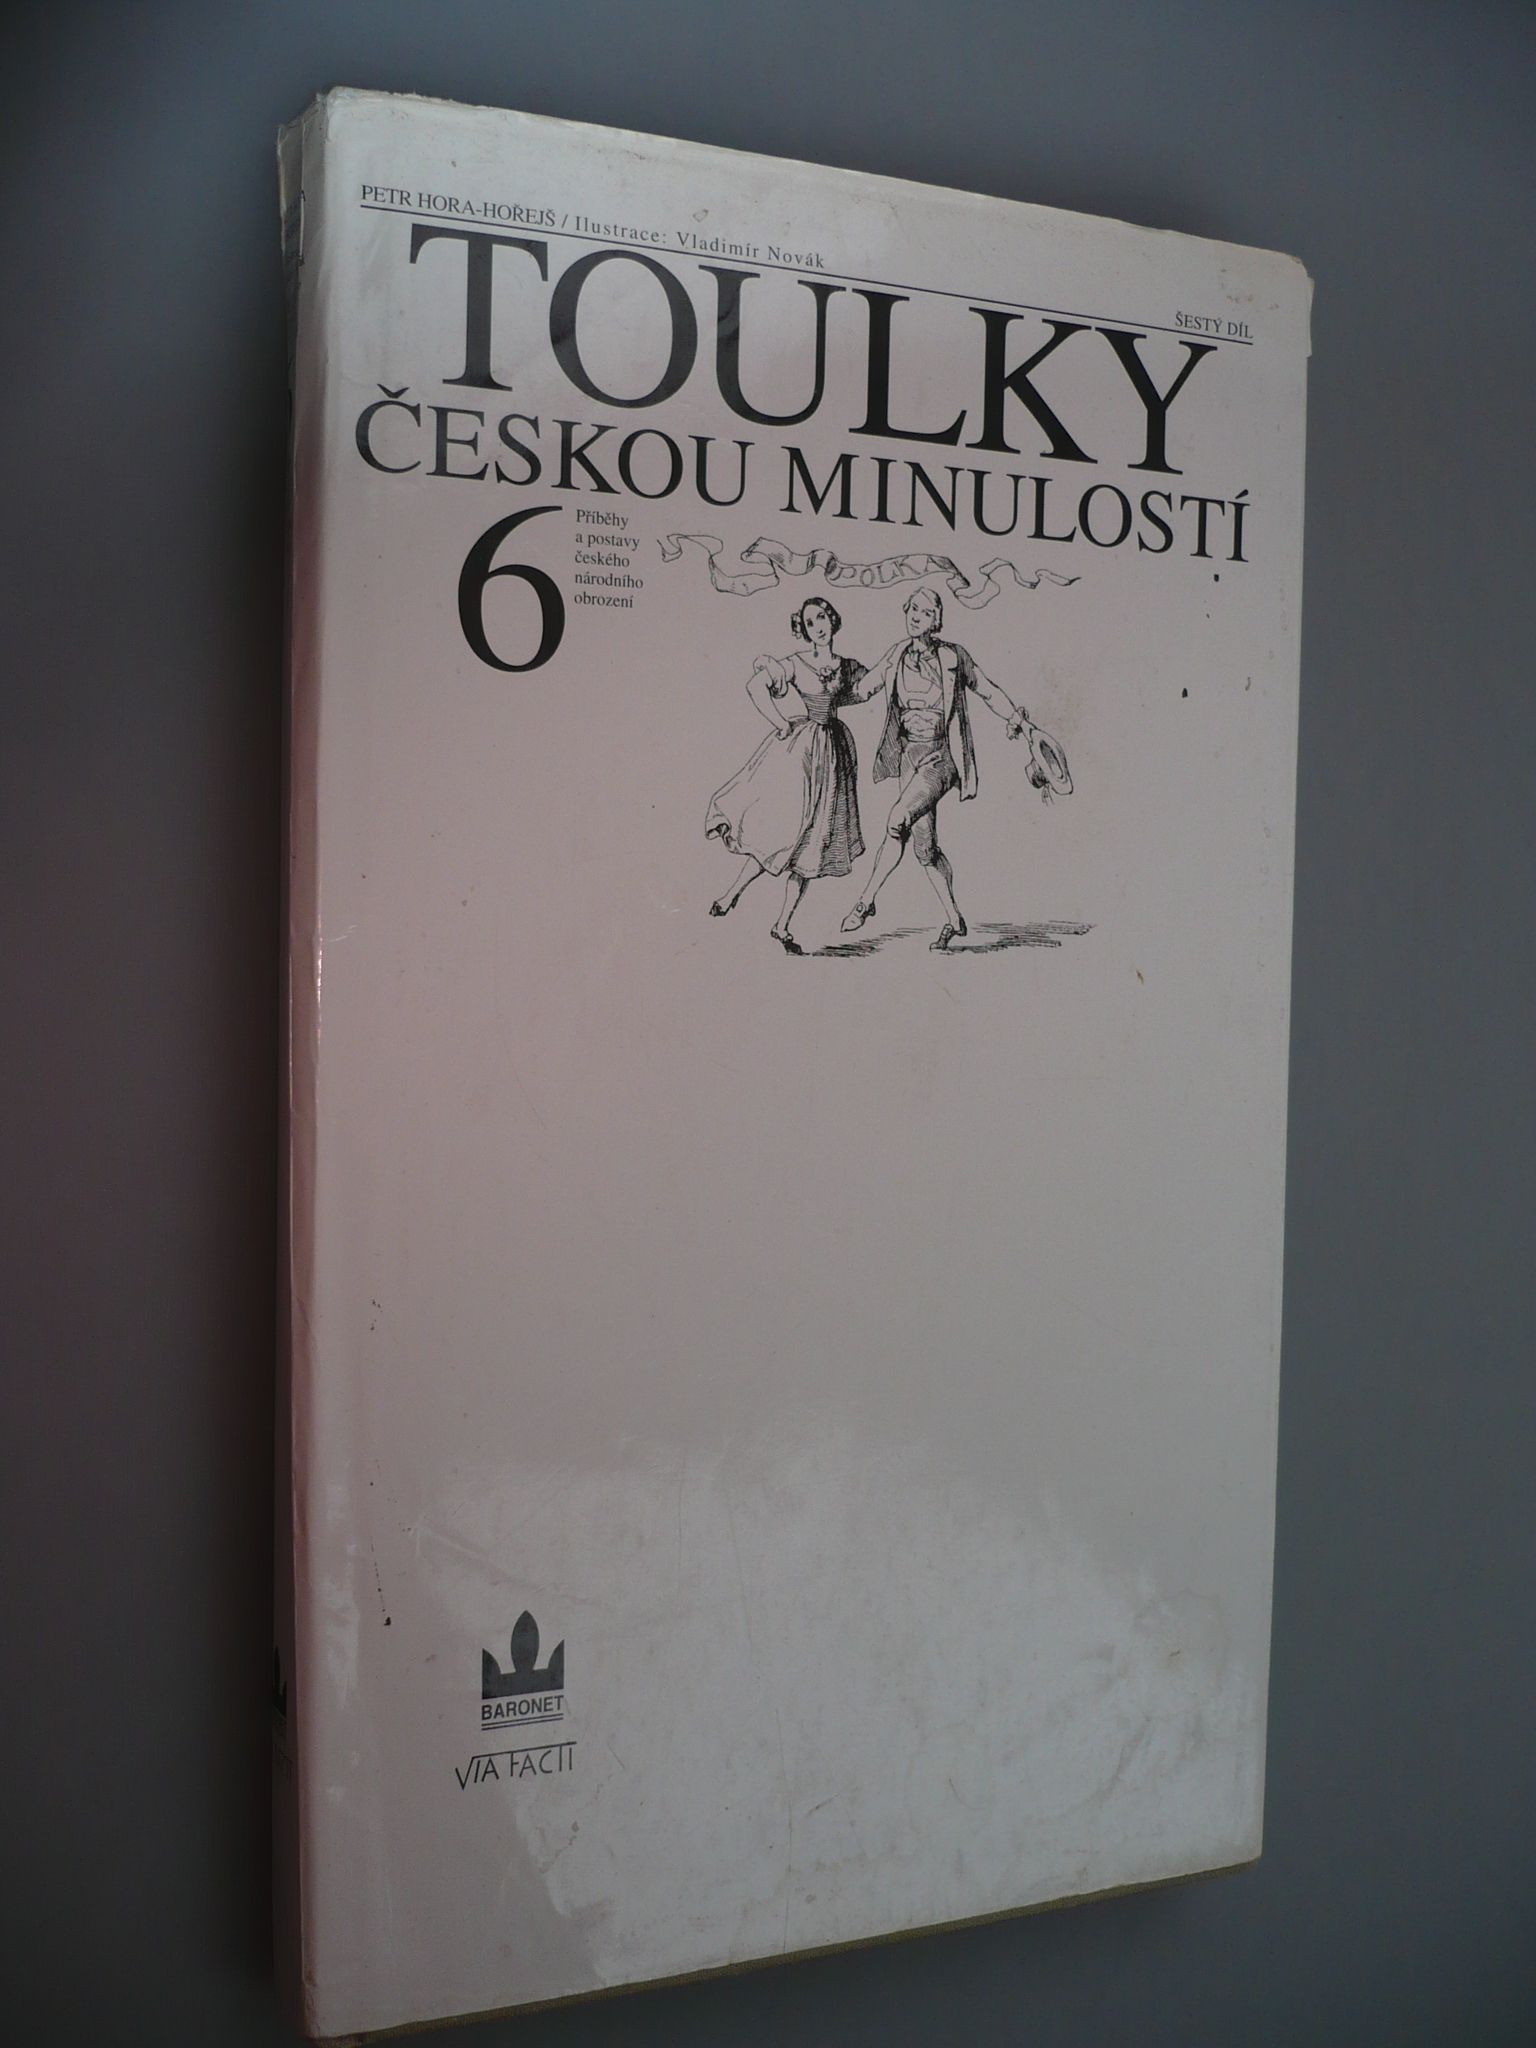 PETR HORA-HOŘEJŠ / Ilustrace: Vladimír Novák
ŠESTÝ DÍL
TOULKY
ČESKOU MINULOSTÍ
6
Příběhy
a postavy
českého
národního
obrození
POLKA
BARONET
VIA FACTI